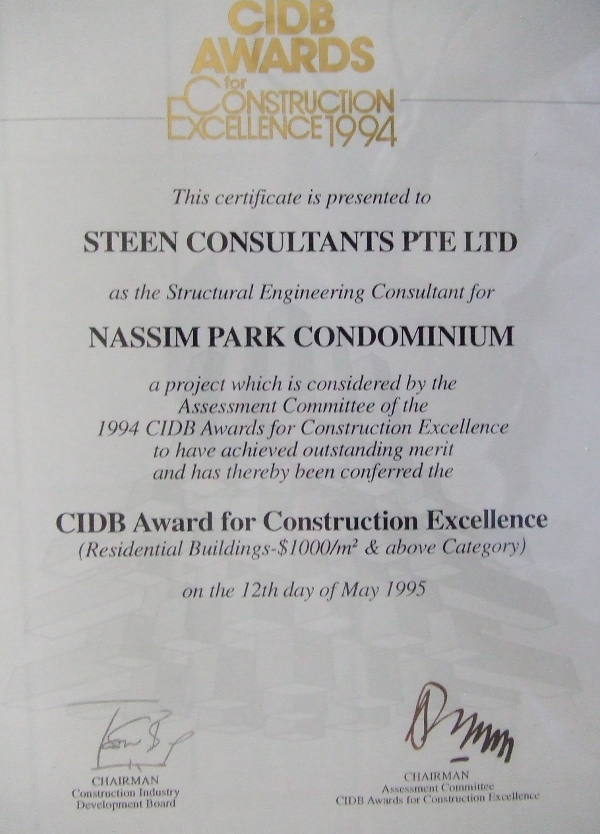 CIDB
AWARDS
for
CONSTRUCTION
EXCELLENCE 1994
This certificate is presented to
STEEN CONSULTANTS PTE LTD
as the Structural Engineering Consultant for
NASSIM PARK CONDOMINIUM
a project which is considered by the
Assessment Committee of the
1994 CIDB Awards for Construction Excellence
to have achieved outstanding merit
and has thereby been conferred the
CIDB Award for Construction Excellence
(Residential Buildings-$1000/m² & above Category)
on the 12th day of May 1995
CHAIRMAN
Construction Industry
Development Board
CHAIRMAN
Assessment Committee
CIDB Awards for Construction Excellence